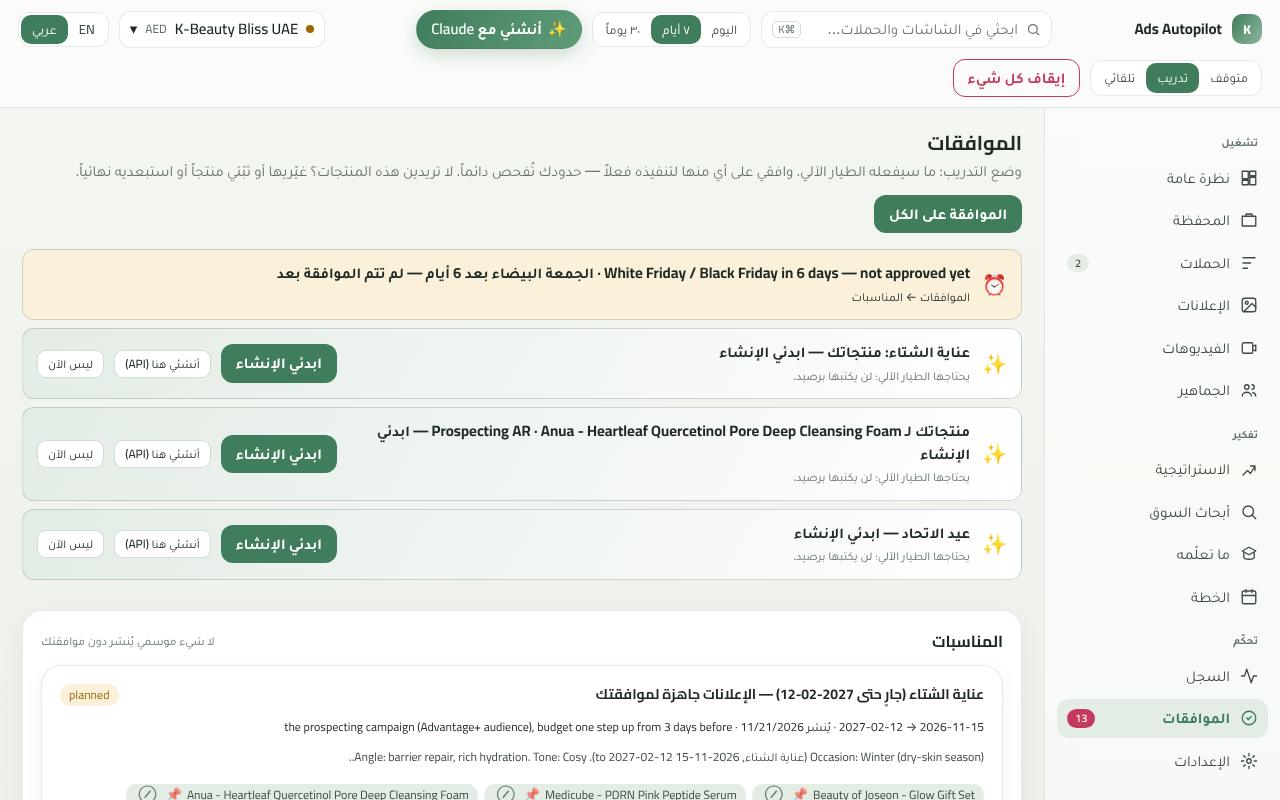 K
Ads Autopilot
ابحثي في الشاشات والحملات...
⌘K
اليوم
٧ أيام
٣٠ يوماً
✨ أنشئي مع Claude
K-Beauty Bliss UAE AED ▾
EN
عربي
متوقف
تدريب
تلقائي
إيقاف كل شيء
تشغيل
نظرة عامة
المحفظة
الحملات 2
الإعلانات
الفيديوهات
الجماهير
تفكير
الاستراتيجية
أبحاث السوق
ما تعلّمه
الخطة
تحكّم
السجل
الموافقات 13
الإعدادات
الموافقات
وضع التدريب: ما سيفعله الطيار الآلي. وافقي على أي منها لتنفيذه فعلاً — حدودك تُفحص دائماً. لا تريدين هذه المنتجات؟ غيّريها أو ثبّتي منتجاً أو استبعديه نهائياً.
الموافقة على الكل
⏰ White Friday / Black Friday in 6 days — not approved yet · الجمعة البيضاء بعد 6 أيام — لم تتم الموافقة بعد
الموافقات ← المناسبات
✨ عناية الشتاء: منتجاتك — ابدئي الإنشاء
يحتاجها الطيار الآلي: لن يكتبها برصيد.
ابدئي الإنشاء
أنشئي هنا (API)
ليس الآن
✨ منتجاتك لـ Prospecting AR · Anua - Heartleaf Quercetinol Pore Deep Cleansing Foam — ابدئي
الإنشاء
يحتاجها الطيار الآلي: لن يكتبها برصيد.
ابدئي الإنشاء
أنشئي هنا (API)
ليس الآن
✨ عيد الاتحاد — ابدئي الإنشاء
يحتاجها الطيار الآلي: لن يكتبها برصيد.
ابدئي الإنشاء
أنشئي هنا (API)
ليس الآن
المناسبات
لا شيء موسمي يُنشر دون موافقتك
عناية الشتاء (جارٍ حتى 2027-02-12) — الإعلانات جاهزة لموافقتك
planned
2026-11-15 → 2027-02-12 · يُنشر 11/21/2026 · the prospecting campaign (Advantage+ audience), budget one step up from 3 days before
Occasion: Winter (dry-skin season) (عناية الشتاء, 2026-11-15 to 2027-02-12). Angle: barrier repair, rich hydration. Tone: Cosy..
Beauty of Joseon - Glow Gift Set 📌
Medicube - PDRN Pink Peptide Serum 📌
Anua - Heartleaf Quercetinol Pore Deep Cleansing Foam 📌